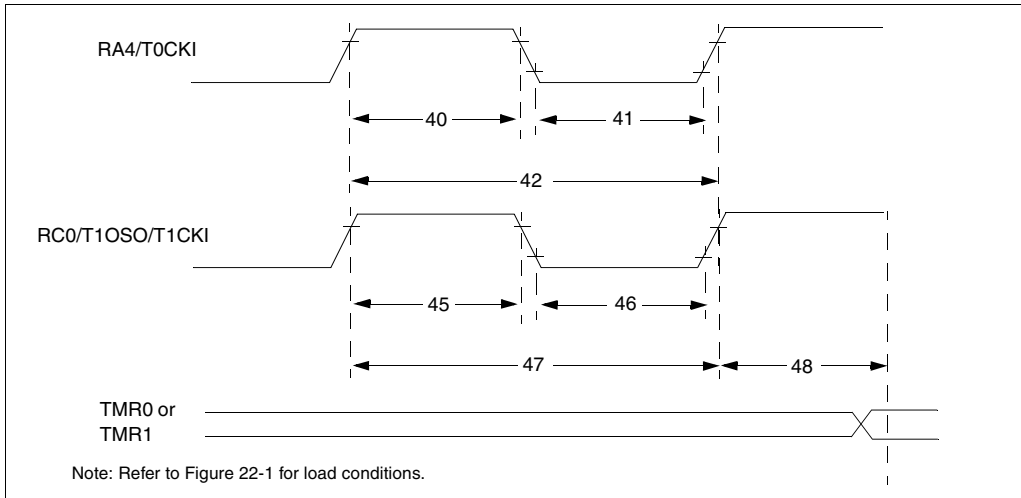 RA4/T0CKI
40
41
42
RC0/T1OSO/T1CKI
45
46
47
48
TMR0 or
TMR1
Note: Refer to Figure 22-1 for load conditions.